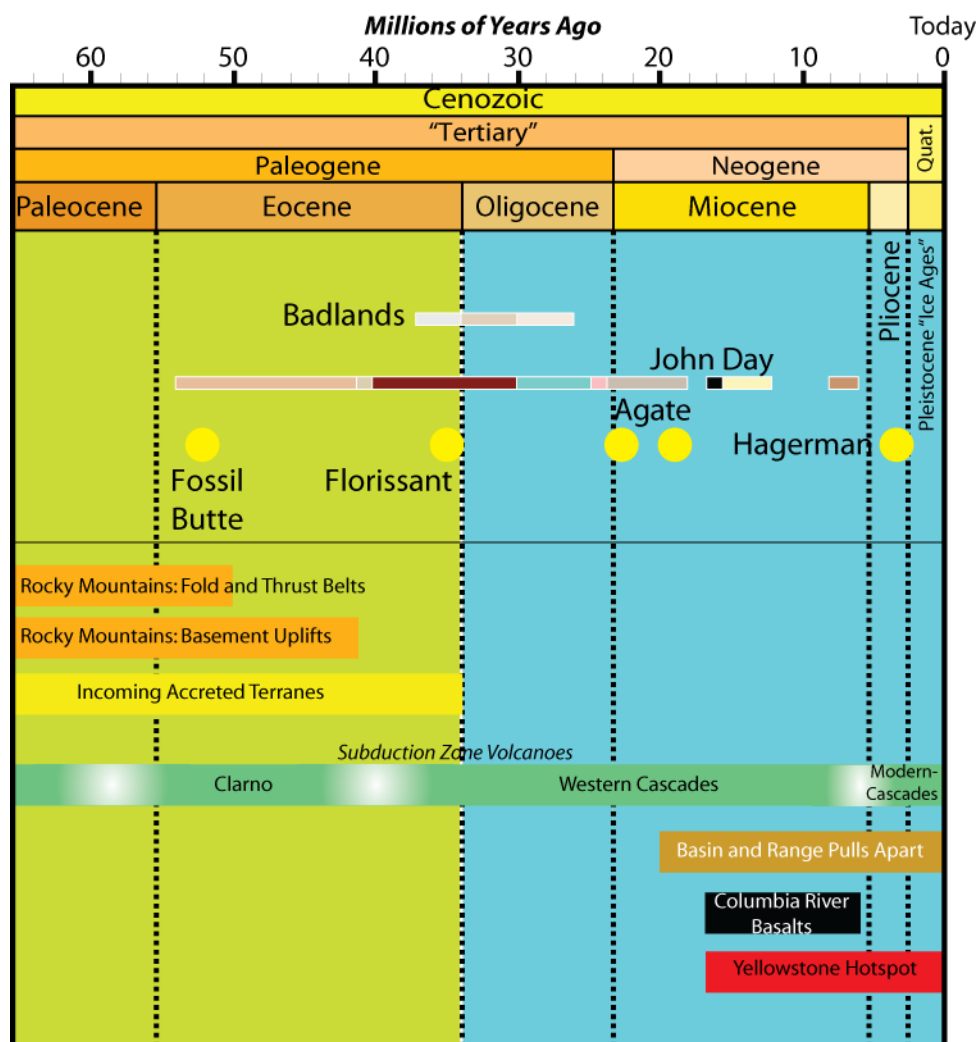 Millions of Years Ago
Today
60 50 40 30 20 10 0
Cenozoic
“Tertiary”
Quat.
Paleogene
Neogene
Paleocene
Eocene
Oligocene
Miocene
Pliocene
Pleistocene “Ice Ages”
Badlands
John Day
Agate
Hagerman
Fossil
Butte
Florissant
Rocky Mountains: Fold and Thrust Belts
Rocky Mountains: Basement Uplifts
Incoming Accreted Terranes
Subduction Zone Volcanoes
Clarno
Western Cascades
Modern-
Cascades
Basin and Range Pulls Apart
Columbia River
Basalts
Yellowstone Hotspot